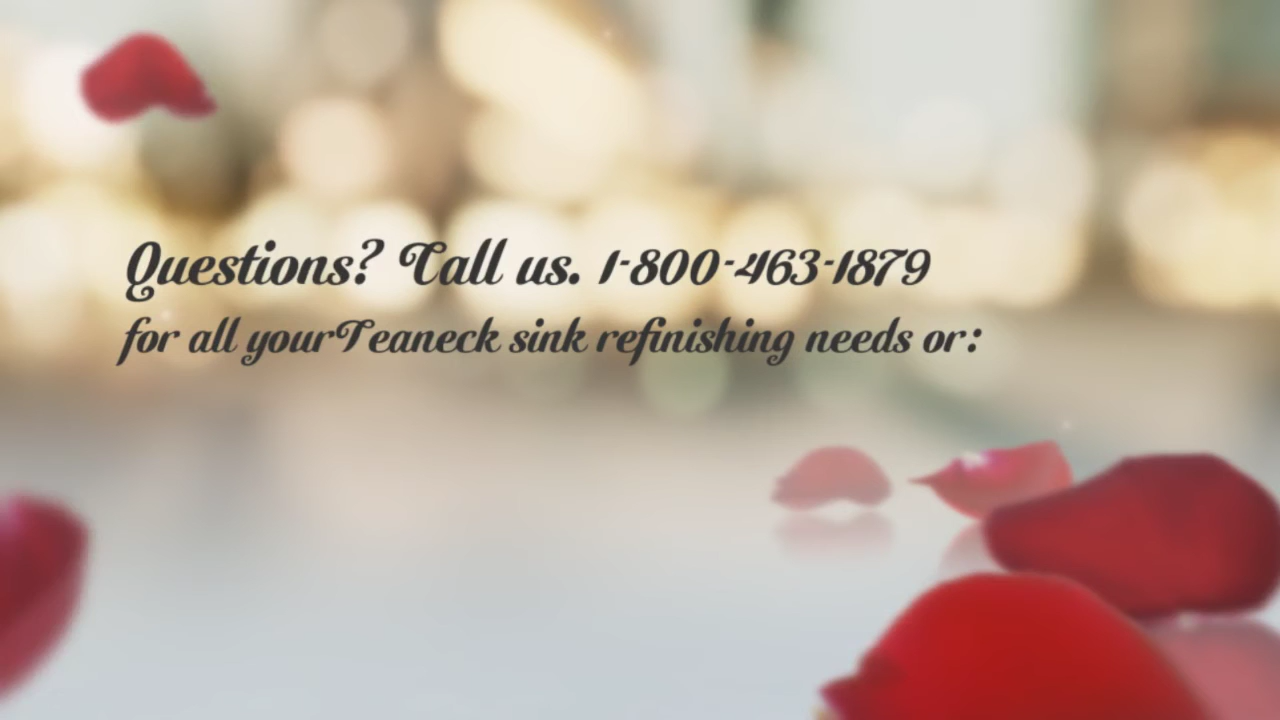 Questions? Call us. 1-800-463-1879
for all yourTeaneck sink refinishing needs or: